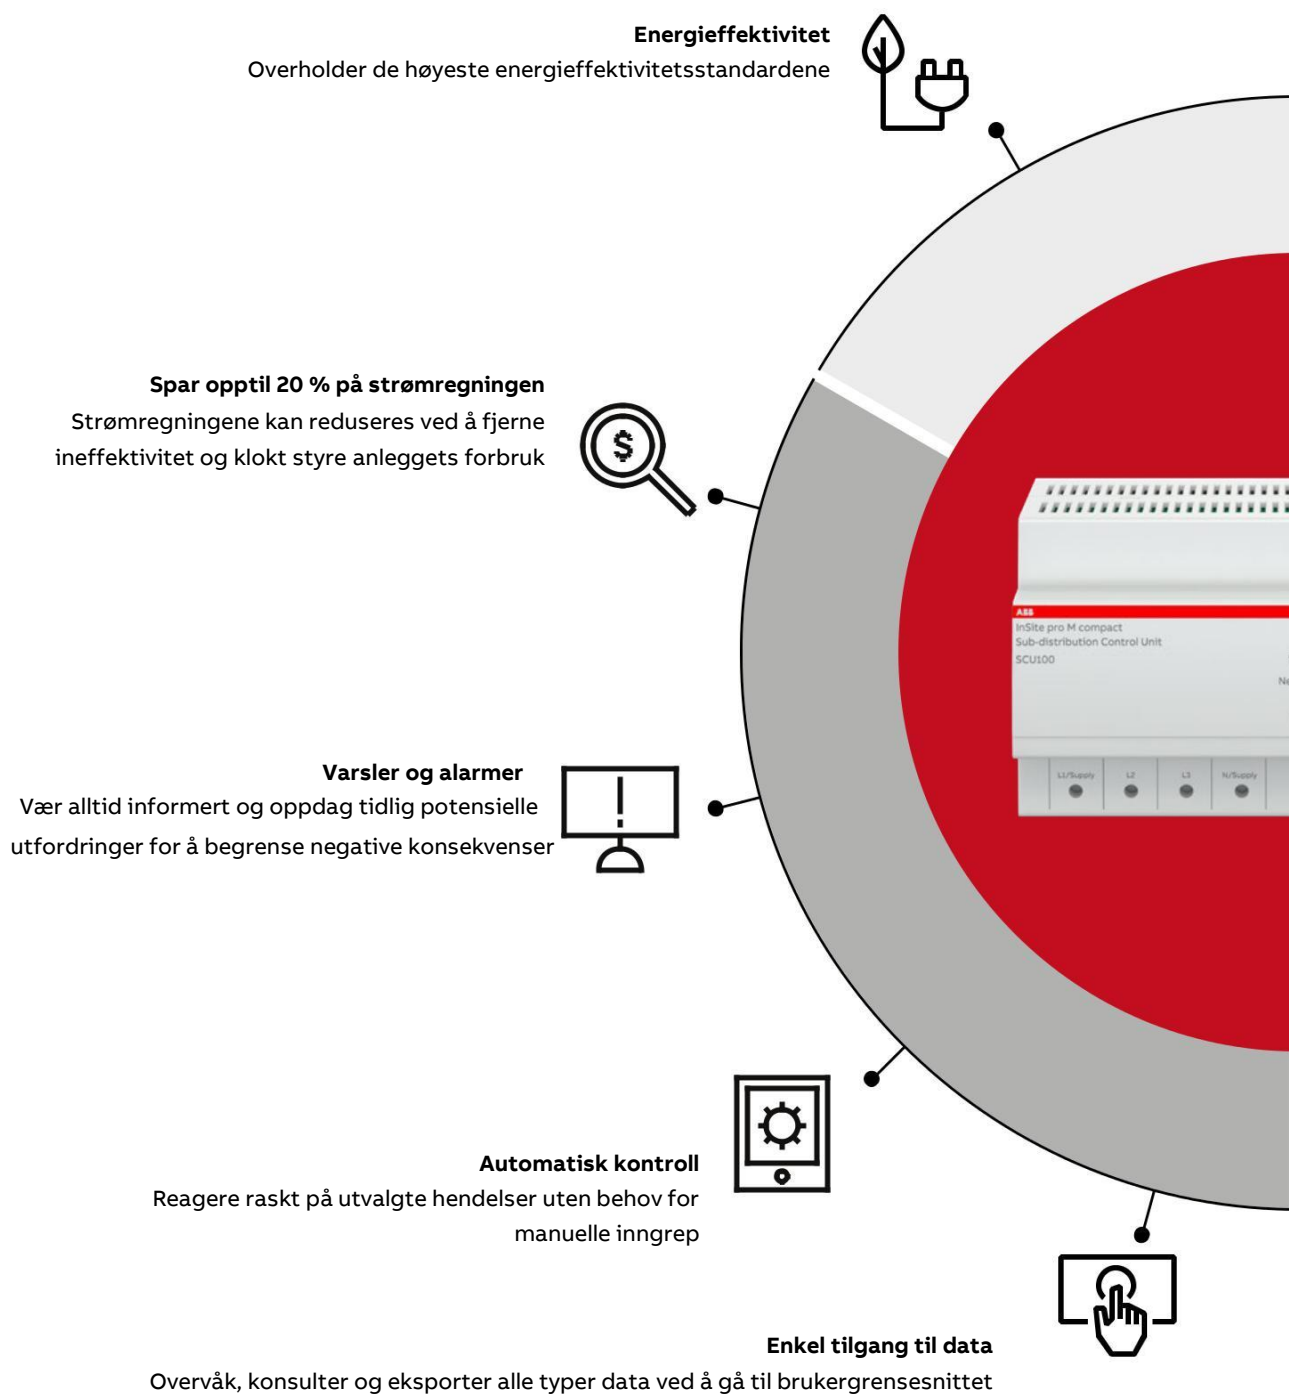 Energieffektivitet
Overholder de høyeste energieffektivitetsstandardene
Spar opptil 20 % på strømregningen
Strømregningene kan reduseres ved å fjerne
ineffektivitet og klokt styre anleggets forbruk
$
ABB
InSite pro M compact
Sub-distribution Control Unit
SCU100
Ne
L1/Supply L2 L3 N/Supply
Varsler og alarmer
Vær alltid informert og oppdag tidlig potensielle
utfordringer for å begrense negative konsekvenser
Automatisk kontroll
Reagere raskt på utvalgte hendelser uten behov for
manuelle inngrep
Enkel tilgang til data
Overvåk, konsulter og eksporter alle typer data ved å gå til brukergrensesnittet